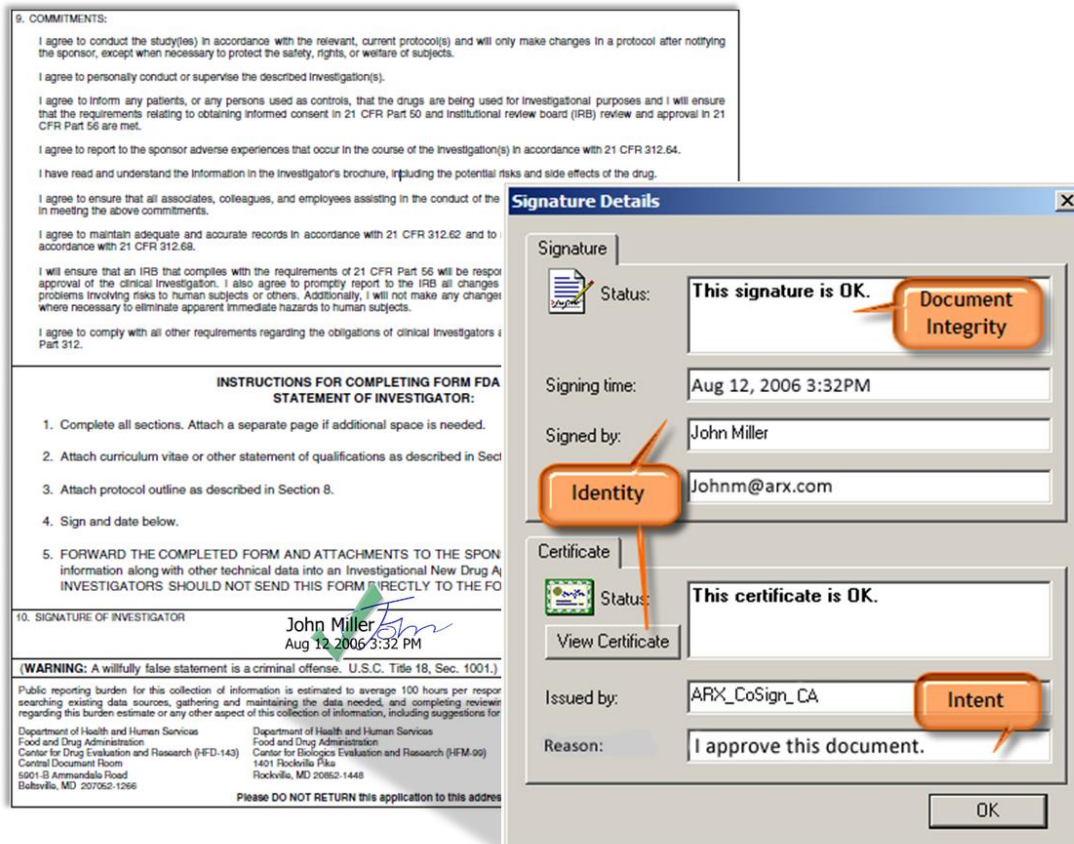 9. COMMITMENTS:
I agree to conduct the study(ies) in accordance with the relevant, current protocol(s) and will only make changes in a protocol after notifying
the sponsor, except when necessary to protect the safety, rights, or welfare of subjects.
I agree to personally conduct or supervise the described investigation(s).
I agree to inform any patients, or any persons used as controls, that the drugs are being used for investigational purposes and I will ensure
that the requirements relating to obtaining informed consent in 21 CFR Part 50 and institutional review board (IRB) review and approval in 21
CFR Part 56 are met.
I agree to report to the sponsor adverse experiences that occur in the course of the investigation(s) in accordance with 21 CFR 312.64.
I have read and understand the information in the investigator's brochure, including the potential risks and side effects of the drug.
I agree to ensure that all associates, colleagues, and employees assisting in the conduct of the
in meeting the above commitments.
I agree to maintain adequate and accurate records in accordance with 21 CFR 312.62 and to
accordance with 21 CFR 312.68.
I will ensure that an IRB that complies with the requirements of 21 CFR Part 56 will be respon
approval of the clinical investigation. I also agree to promptly report to the IRB all changes
problems involving risks to human subjects or others. Additionally, I will not make any changes
where necessary to eliminate apparent immediate hazards to human subjects.
I agree to comply with all other requirements regarding the obligations of clinical investigators a
Part 312.
INSTRUCTIONS FOR COMPLETING FORM FDA
STATEMENT OF INVESTIGATOR:
1. Complete all sections. Attach a separate page if additional space is needed.
2. Attach curriculum vitae or other statement of qualifications as described in Sect
3. Attach protocol outline as described in Section 8.
4. Sign and date below.
5. FORWARD THE COMPLETED FORM AND ATTACHMENTS TO THE SPON
information along with other technical data into an Investigational New Drug A
INVESTIGATORS SHOULD NOT SEND THIS FORM DIRECTLY TO THE FO
10. SIGNATURE OF INVESTIGATOR
John Miller
Aug 12 2006 3:32 PM
(WARNING: A willfully false statement is a criminal offense. U.S.C. Title 18, Sec. 1001.)
Public reporting burden for this collection of information is estimated to average 100 hours per respon
searching existing data sources, gathering and maintaining the data needed, and completing reviewin
regarding this burden estimate or any other aspect of this collection of information, including suggestions for
Department of Health and Human Services
Food and Drug Administration
Center for Drug Evaluation and Research (HFD-143)
Central Document Room
5901-B Ammendale Road
Beltsville, MD 207052-1266
Department of Health and Human Services
Food and Drug Administration
Center for Biologics Evaluation and Research (HFM-99)
1401 Rockville Pike
Rockville, MD 20852-1448
Please DO NOT RETURN this application to this addres
Signature Details
Signature
Status: This signature is OK.
Document
Integrity
Signing time: Aug 12, 2006 3:32PM
Signed by: John Miller
Identity
Johnm@arx.com
Certificate
Status: This certificate is OK.
View Certificate
Issued by: ARX_CoSign_CA
Intent
Reason: I approve this document.
OK